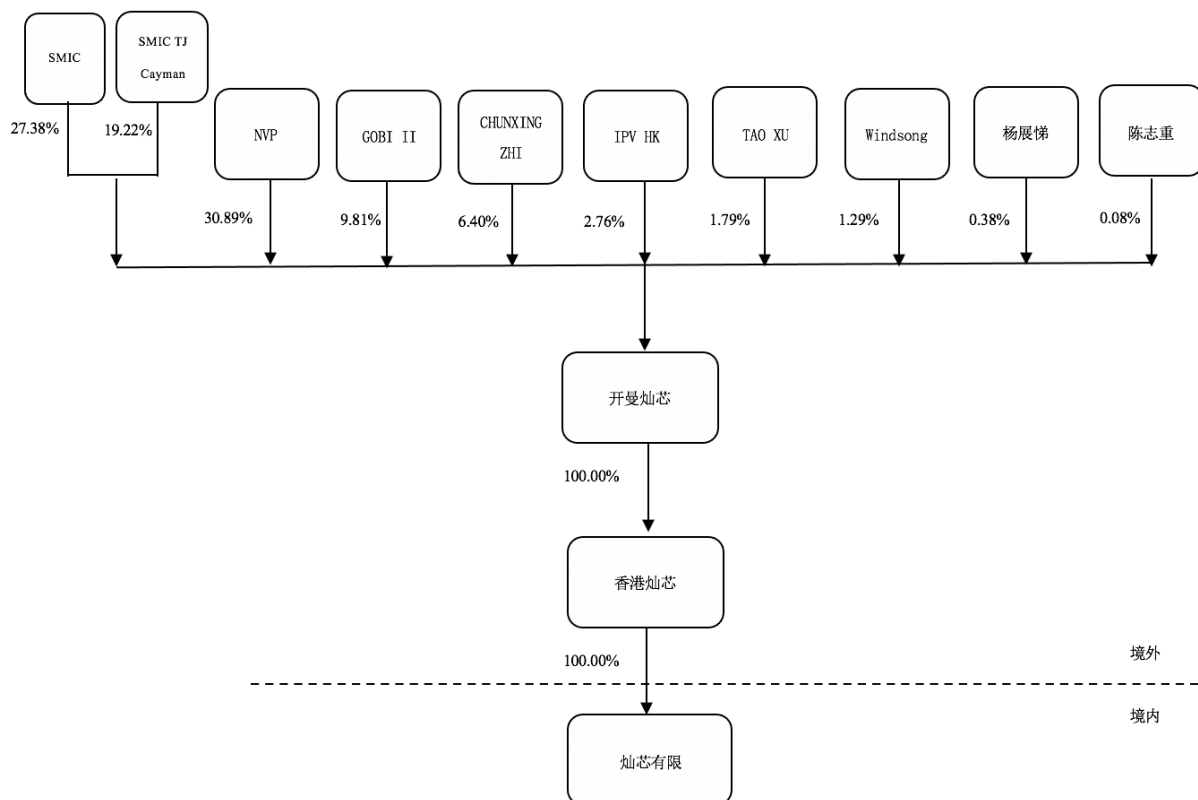 SMIC
SMIC TJ
Cayman
27.38%
19.22%
NVP
GOBI II
CHUNXING
ZHI
IPV HK
TAO XU
Windsong
杨展悌
陈志重
30.89%
9.81%
6.40%
2.76%
1.79%
1.29%
0.38%
0.08%
开曼灿芯
100.00%
香港灿芯
100.00%
境外
境内
灿芯有限